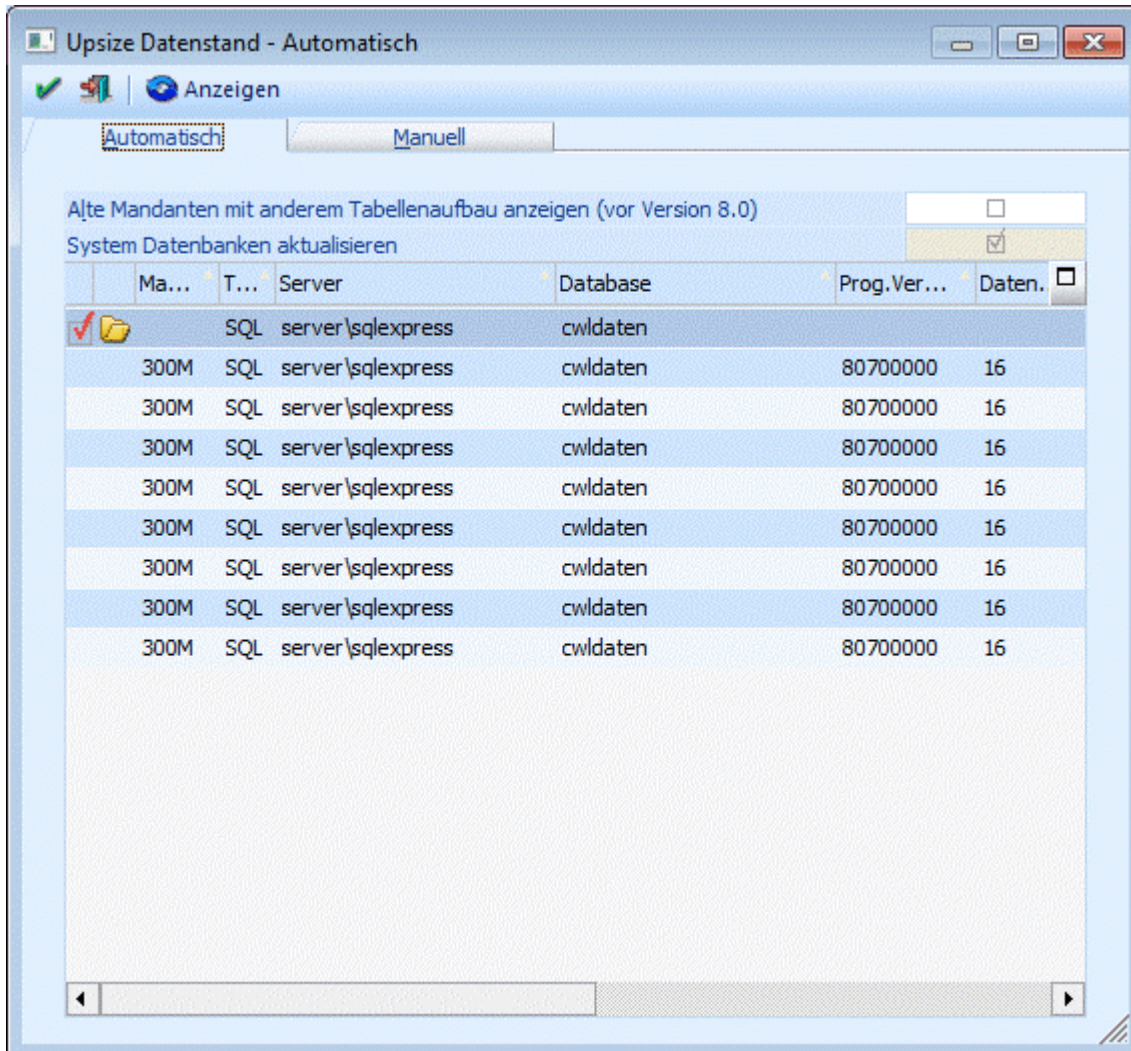 Upsize Datenstand - Automatisch
Anzeigen
Automatisch Manuell
Alte Mandanten mit anderem Tabellenaufbau anzeigen (vor Version 8.0)
System Datenbanken aktualisieren
Ma... T... Server Database Prog.Ver... Daten..
SQL server\sqlexpress cwldaten
300M SQL server\sqlexpress cwldaten 80700000 16
300M SQL server\sqlexpress cwldaten 80700000 16
300M SQL server\sqlexpress cwldaten 80700000 16
300M SQL server\sqlexpress cwldaten 80700000 16
300M SQL server\sqlexpress cwldaten 80700000 16
300M SQL server\sqlexpress cwldaten 80700000 16
300M SQL server\sqlexpress cwldaten 80700000 16
300M SQL server\sqlexpress cwldaten 80700000 16